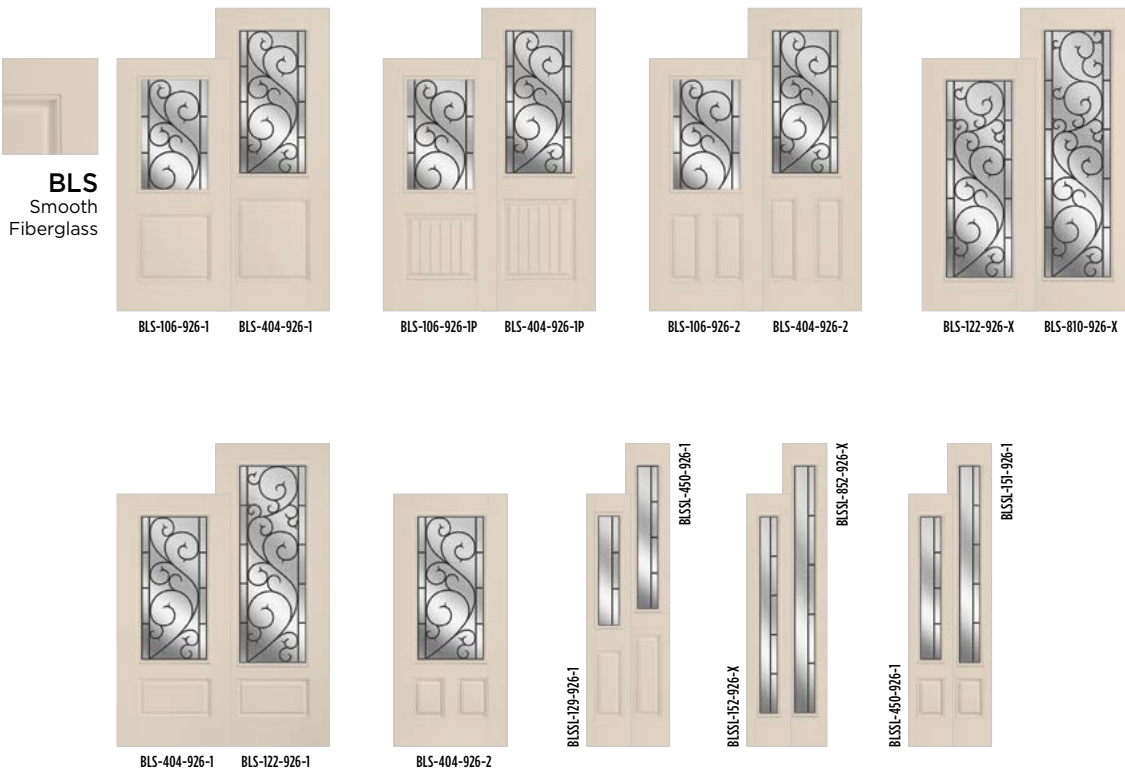 BLS
Smooth
Fiberglass
BLS-106-926-1
BLS-404-926-1
BLS-106-926-1P
BLS-404-926-1P
BLS-106-926-2
BLS-404-926-2
BLS-122-926-X
BLS-810-926-X
BLS-404-926-1
BLS-122-926-1
BLS-404-926-2
BLSSL-129-926-1
BLSSL-450-926-1
BLSSL-152-926-X
BLSSL-852-926-X
BLSSL-450-926-1
BLSSL-151-926-1